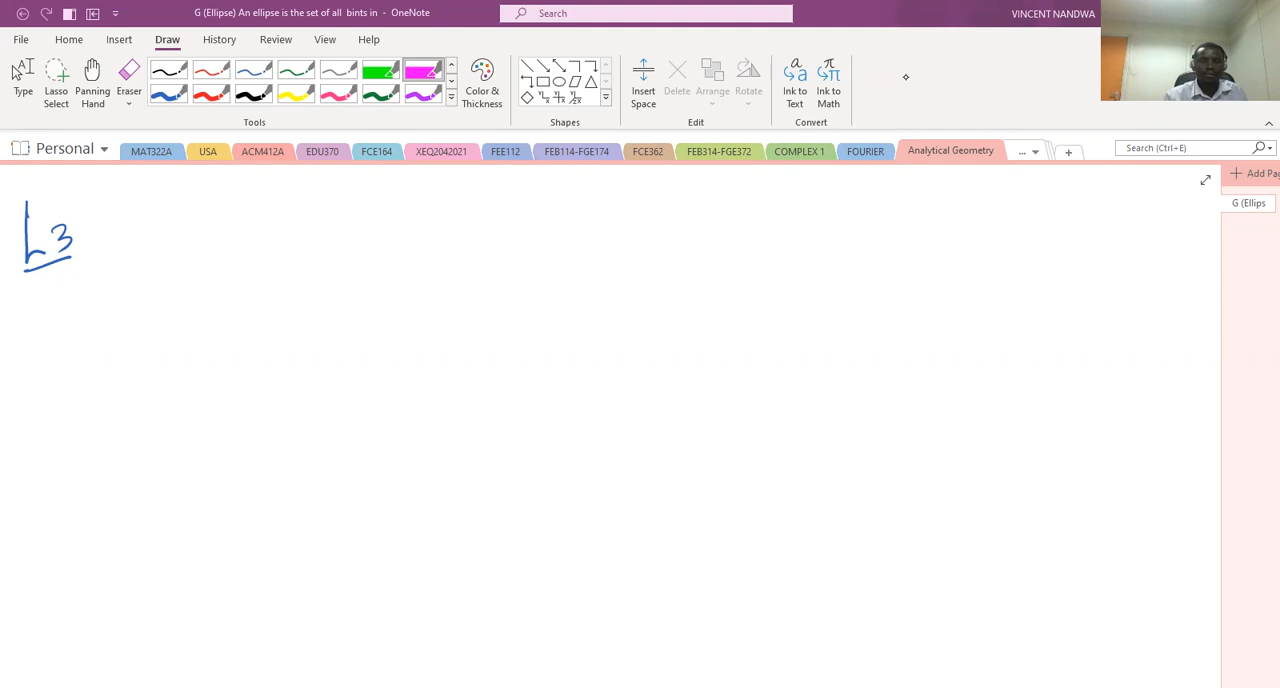 G (Ellipse) An ellipse is the set of all bints in - OneNote
Search
VINCENT NANDWA
File Home Insert Draw History Review View Help
Type
Lasso Select
Panning Hand
Eraser
Color & Thickness
Insert Space
Delete
Arrange
Rotate
Ink to Text
Ink to Math
Tools
Shapes
Edit
Convert
Personal
MAT322A USA ACM412A EDU370 FCE164 XEQ2042021 FEE112 FEB114-FGE174 FCE362 FEB314-FGE372 COMPLEX 1 FOURIER Analytical Geometry ... +
Search (Ctrl+E)
+ Add Pag
G (Ellips
L3